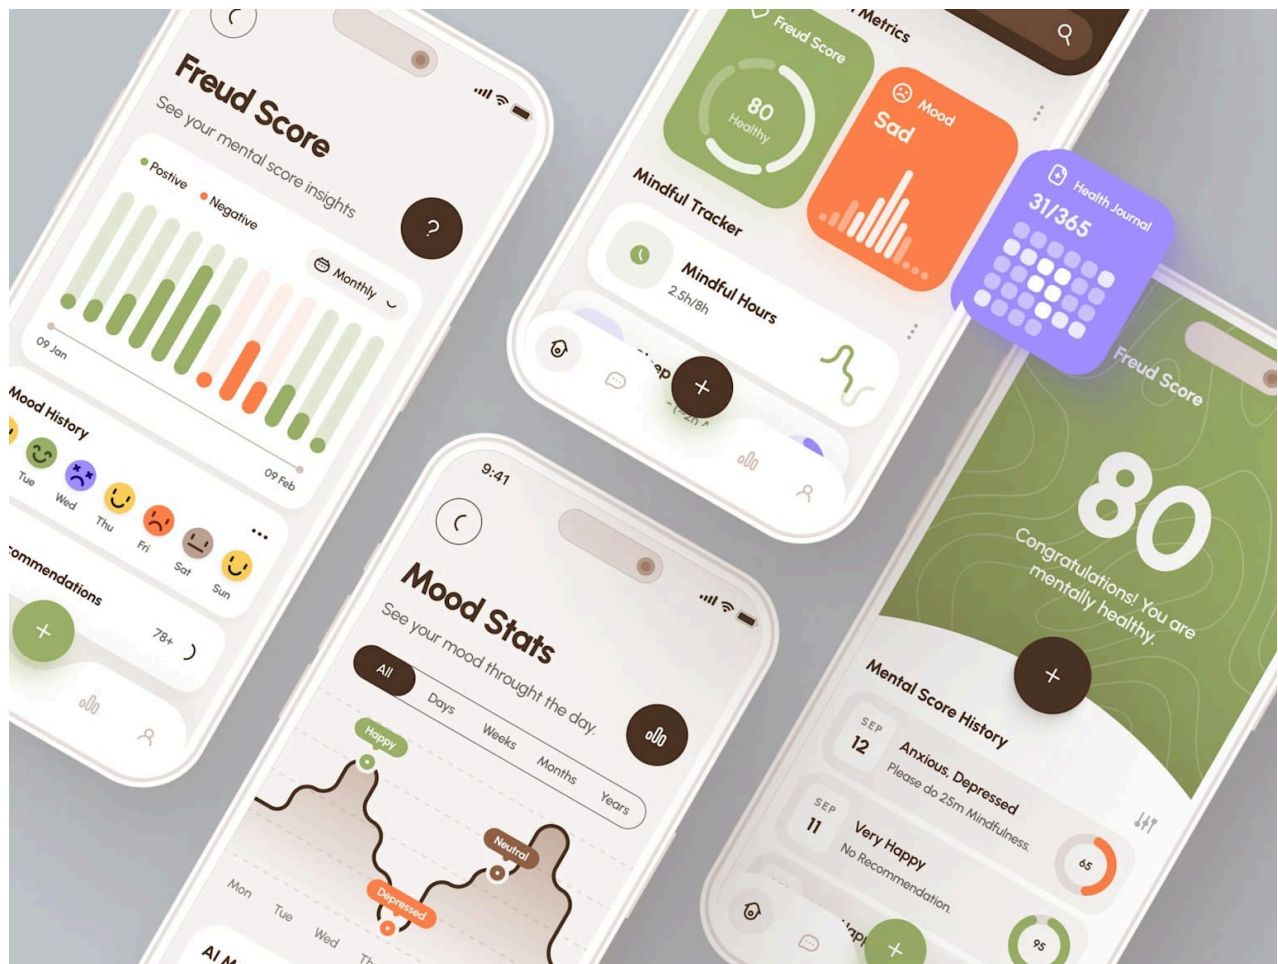 Freud Score
See your mental score insights
Postive
Negative
Monthly
09 Jan
09 Feb
Mood History
Tue
Wed
Thu
Fri
Sat
Sun
78+
Metrics
Freud Score
80
Healthy
Mood
Sad
Health Journal
31/365
Mindful Tracker
Mindful Hours
2.5h/8h
9:41
Mood Stats
See your mood throught the day.
All
Days
Weeks
Months
Years
Happy
Neutral
Depressed
Mon
Tue
Wed
Freud Score
80
Congratulations! You are
mentally healthy.
Mental Score History
SEP
12
Anxious, Depressed
Please do 25m Mindfulness.
65
SEP
11
Very Happy
No Recommendation.
95